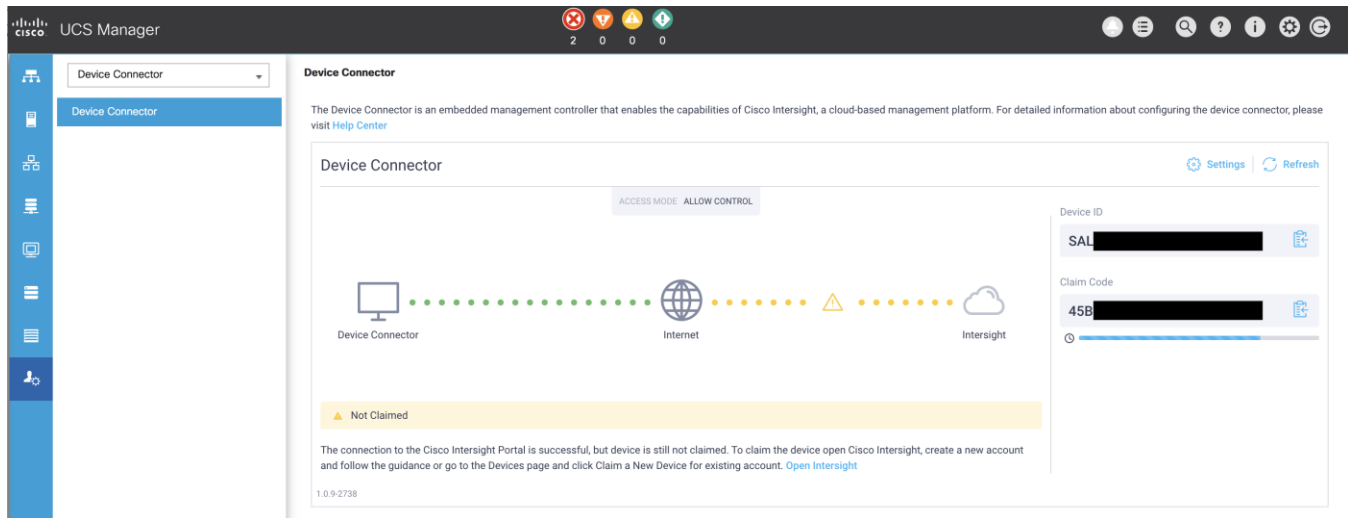 cisco
UCS Manager
2 0 0 0
Device Connector
Device Connector
Device Connector
The Device Connector is an embedded management controller that enables the capabilities of Cisco Intersight, a cloud-based management platform. For detailed information about configuring the device connector, please
visit Help Center
Device Connector
Settings
Refresh
ACCESS MODE ALLOW CONTROL
Device ID
SAL
Claim Code
45B
Device Connector
Internet
Intersight
Not Claimed
The connection to the Cisco Intersight Portal is successful, but device is still not claimed. To claim the device open Cisco Intersight, create a new account
and follow the guidance or go to the Devices page and click Claim a New Device for existing account. Open Intersight
1.0.9-2738